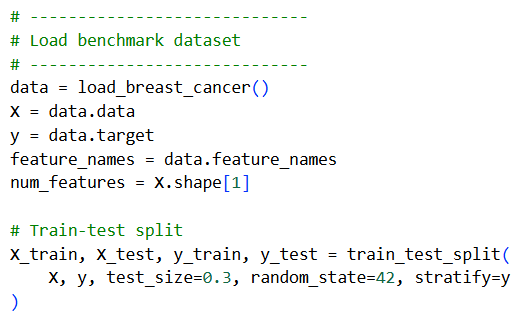 # ------------------------------
# Load benchmark dataset
# ------------------------------
data = load_breast_cancer()
X = data.data
y = data.target
feature_names = data.feature_names
num_features = X.shape[1]

# Train-test split
X_train, X_test, y_train, y_test = train_test_split(
    X, y, test_size=0.3, random_state=42, stratify=y
)